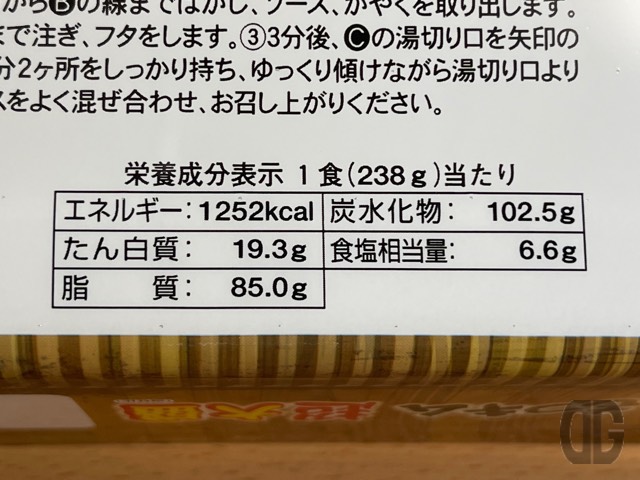 からBの線まではがし、ソース、かやくを取り出します。
まで注ぎ、フタをします。③3分後、Cの湯切り口を矢印の
分2ヶ所をしっかり持ち、ゆっくり傾けながら湯切り口より
スをよく混ぜ合わせ、お召し上がりください。
栄養成分表示 1食(238g)当たり
エネルギー:1252kcal 炭水化物: 102.5g
たん白質: 19.3g 食塩相当量: 6.6g
脂 質: 85.0g
超大盛
DG